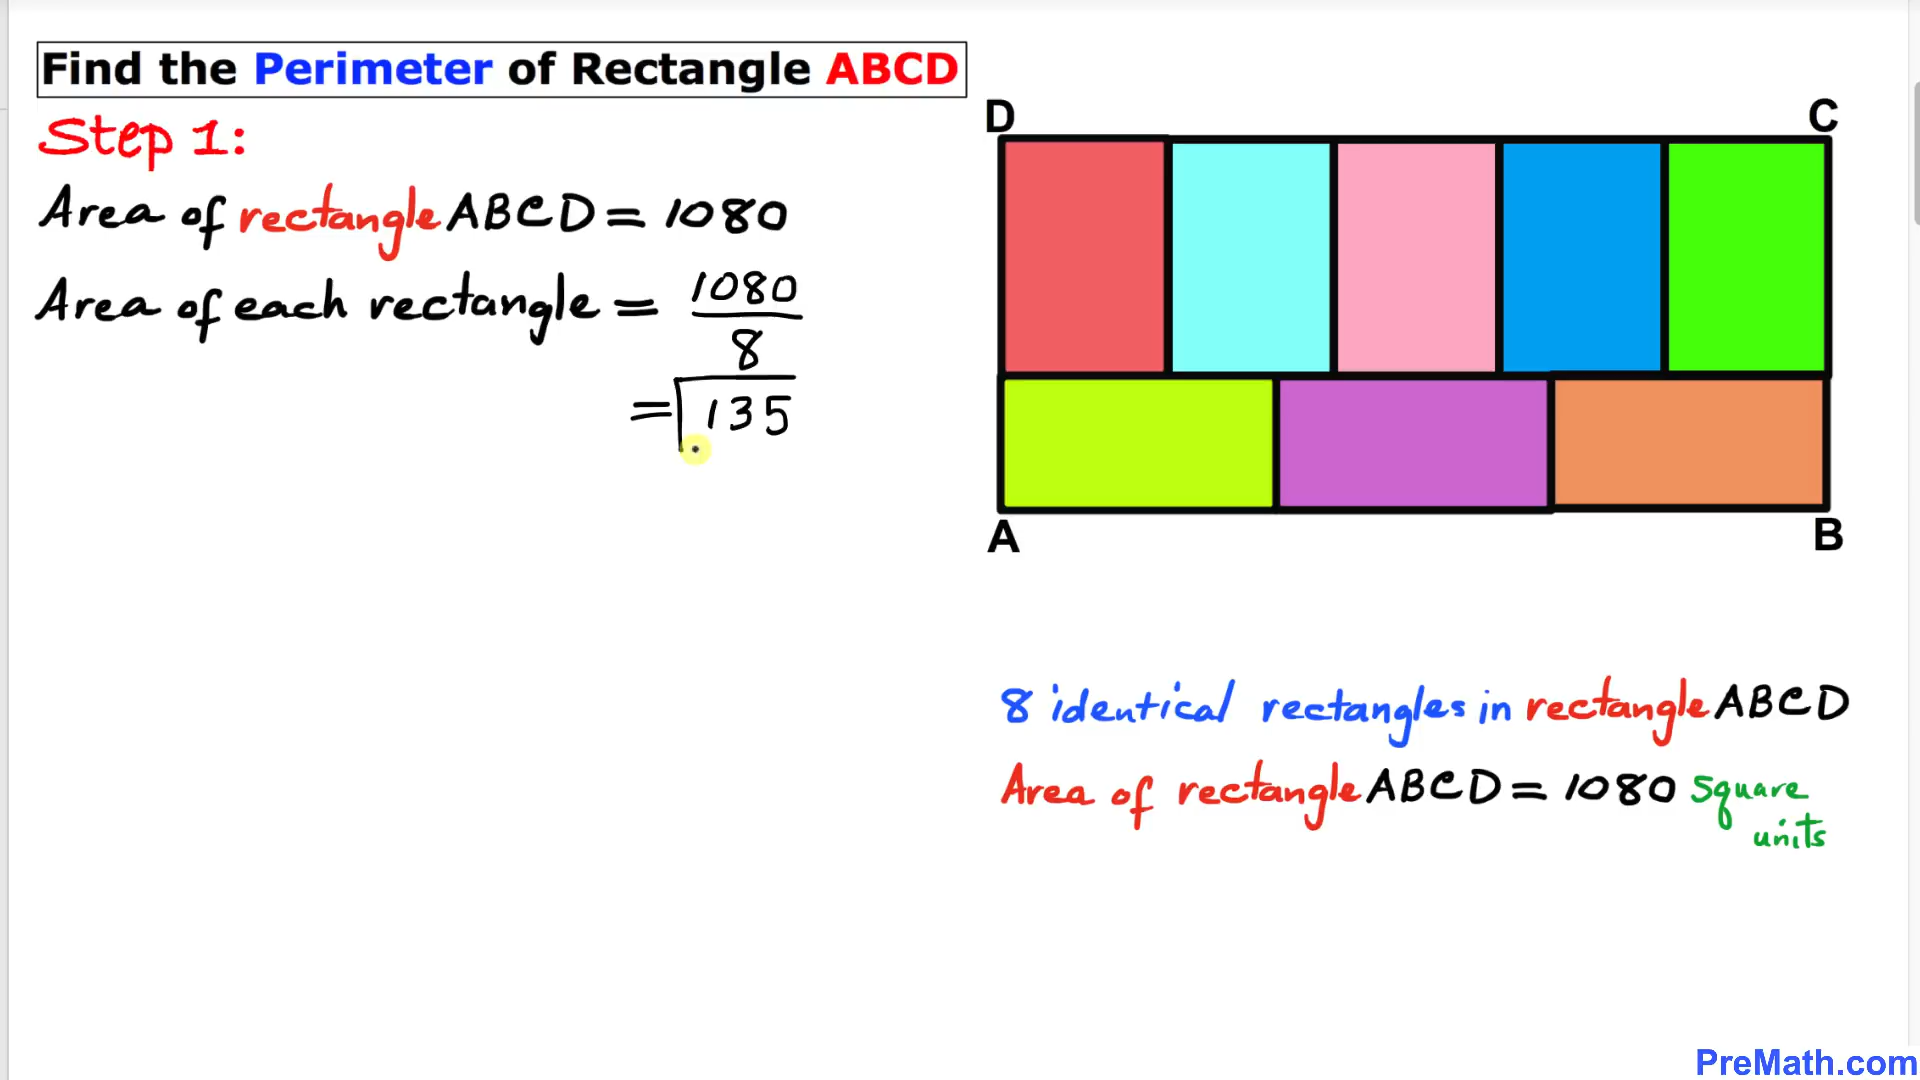 Find the Perimeter of Rectangle ABCD
Step 1:
Area of rectangle ABCD = 1080
Area of each rectangle = 1080
8
= 135
D C
A B
8 identical rectangles in rectangle ABCD
Area of rectangle ABCD = 1080 square
units
PreMath.com